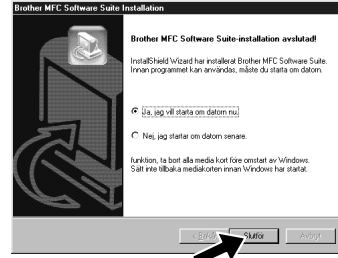 Brother MFC Software Suite Installation
Brother MFC Software Suite-installation avslutad!
InstallShield Wizard har installerat Brother MFC Software Suite.
Innan programmet kan användas, måste du starta om datorn.
Ja, jag vill starta om datorn nu.
Nej, jag startar om datorn senare.
funktion, ta bort alla media kort före omstart av Windows.
Sätt inte tillbaka mediakorten innan Windows har startat.
Slutför Avbryt